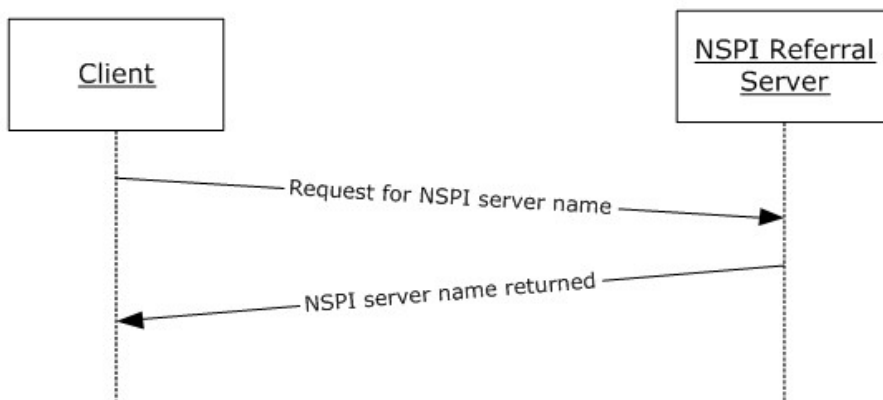 Client
NSPI Referral
Server
Request for NSPI server name
NSPI server name returned